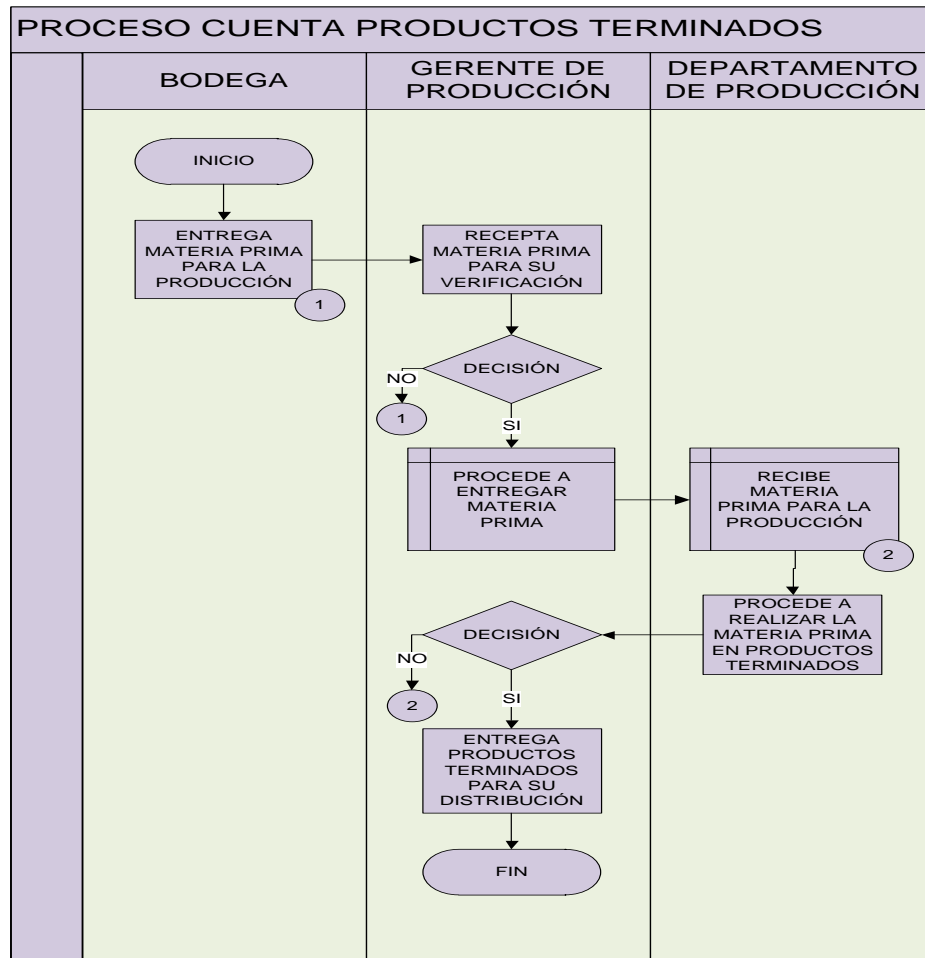 PROCESO CUENTA PRODUCTOS TERMINADOS
BODEGA
GERENTE DE
PRODUCCIÓN
DEPARTAMENTO
DE PRODUCCIÓN
INICIO
ENTREGA
MATERIA PRIMA
PARA LA
PRODUCCIÓN
1
RECEPTA
MATERIA PRIMA
PARA SU
VERIFICACIÓN
DECISIÓN
NO
1
SI
PROCEDE A
ENTREGAR
MATERIA
PRIMA
RECIBE
MATERIA
PRIMA PARA LA
PRODUCCIÓN
2
PROCEDE A
REALIZAR LA
MATERIA PRIMA
EN PRODUCTOS
TERMINADOS
DECISIÓN
NO
2
SI
ENTREGA
PRODUCTOS
TERMINADOS
PARA SU
DISTRIBUCIÓN
FIN